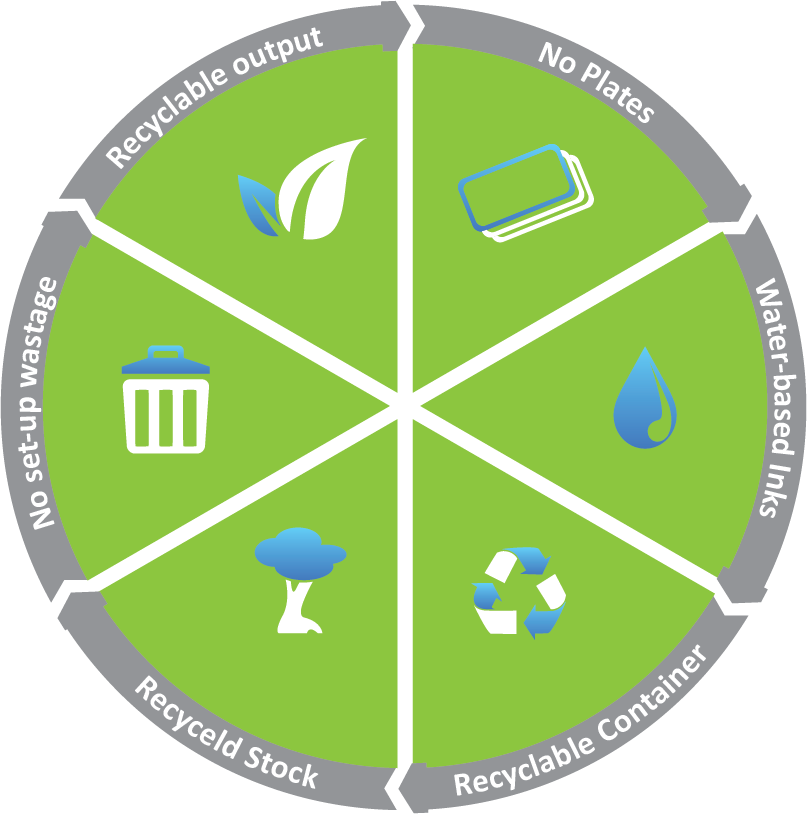 No Plates
Water-based Inks
Recyclable Container
Recyceld Stock
No set-up wastage
Recyclable output